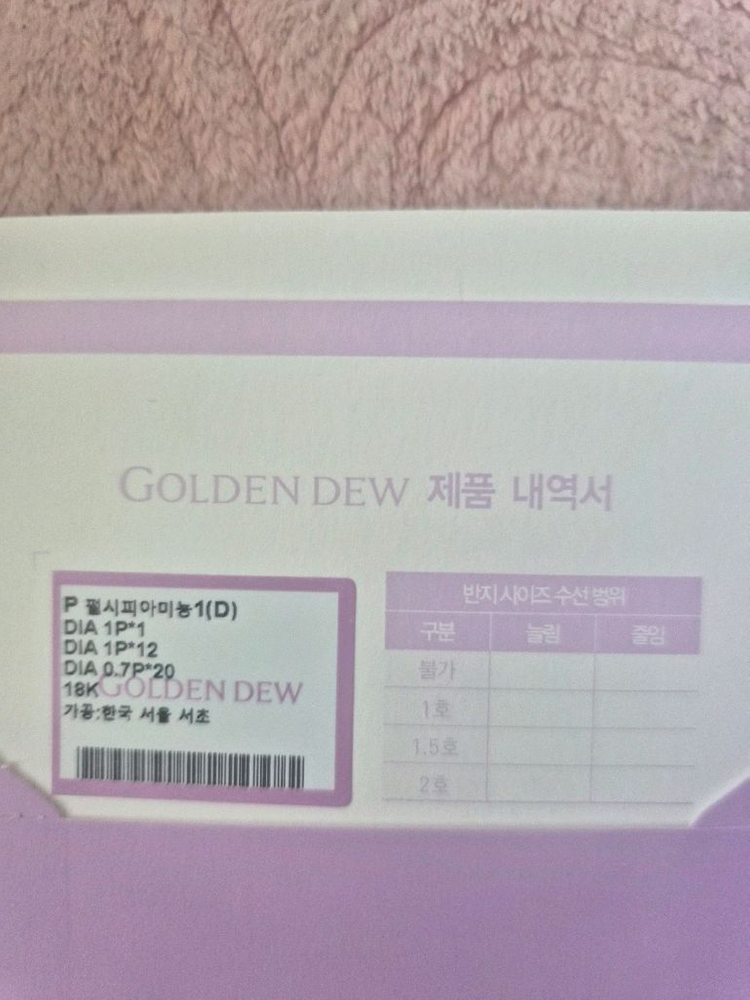 GOLDEN DEW 제품 내역서
P 펄시피아미농1(D)
DIA 1P*1
DIA 1P*12
DIA 0.7P*20
18K
GOLDEN DEW
가공:한국 서울 서초
반지 사이즈 수선 범위
구분 늘림 줄임
불가
1호
1.5호
2호